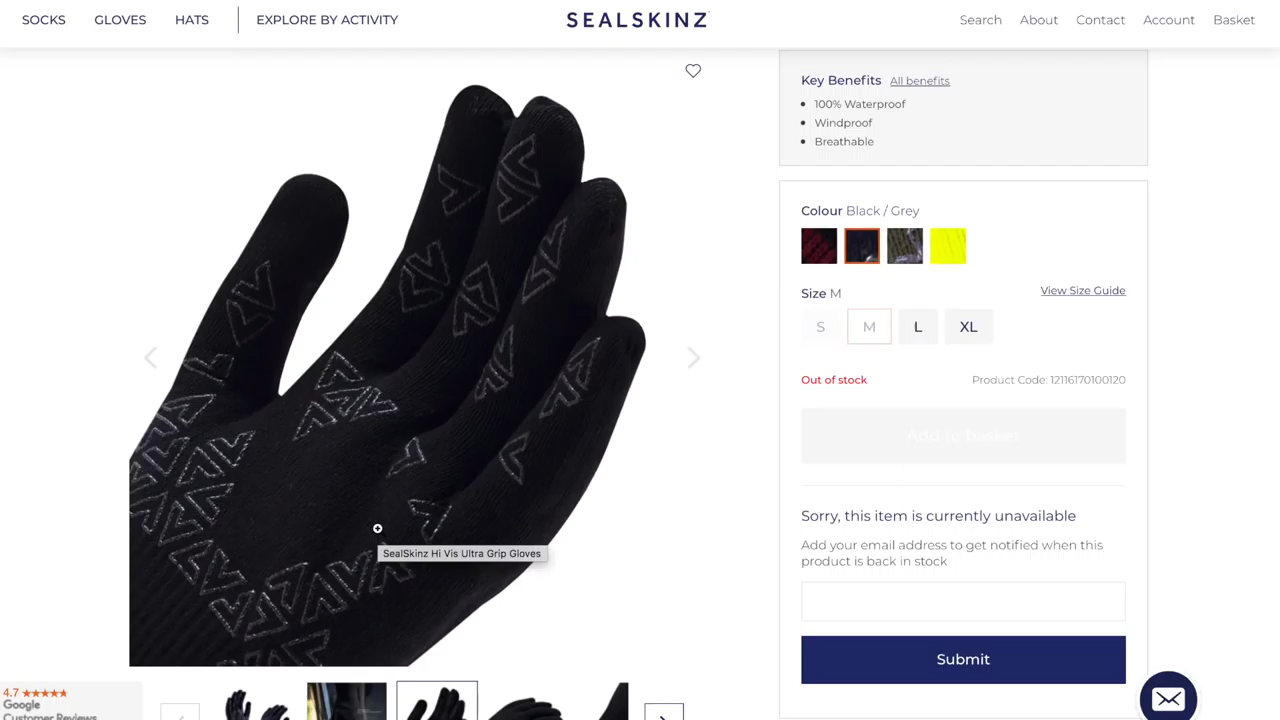 SOCKS GLOVES HATS EXPLORE BY ACTIVITY SEALSKINZ Search About Contact Account Basket
Key Benefits All benefits
100% Waterproof
Windproof
Breathable
Colour Black / Grey
Size M View Size Guide
S M L XL
Out of stock Product Code: 12116170100120
Add to basket
Sorry, this item is currently unavailable
Add your email address to get notified when this
product is back in stock
SealSkinz Hi Vis Ultra Grip Gloves
Submit
4.7
Google
Customer Reviews